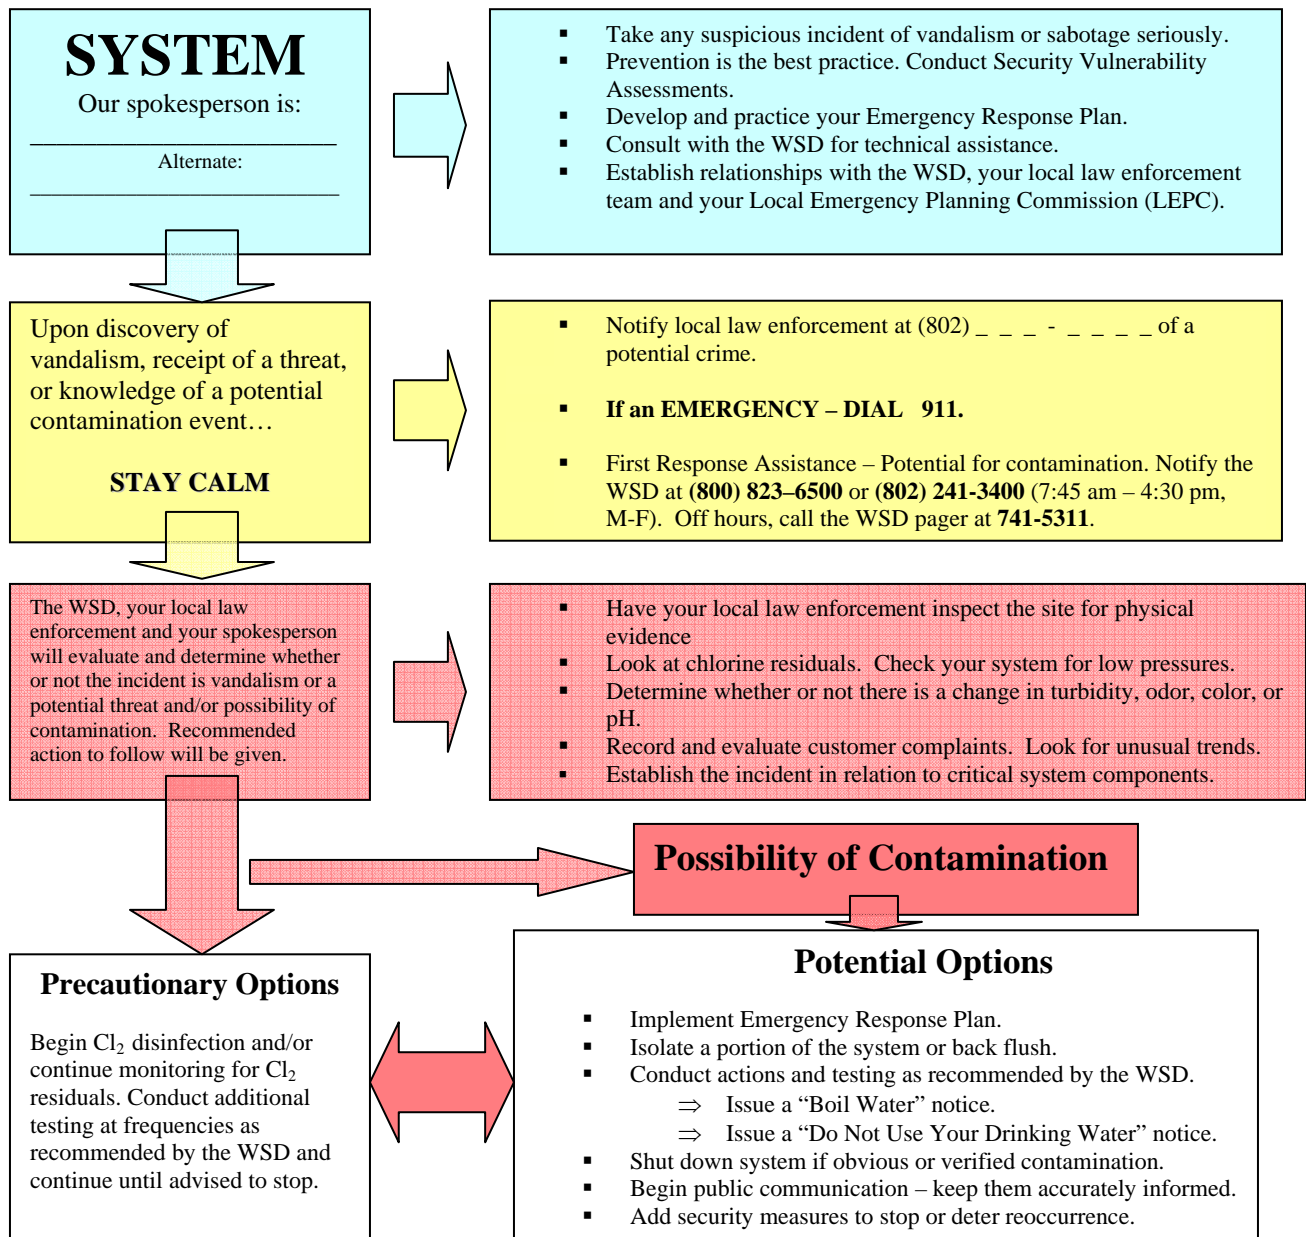 SYSTEM
Our spokesperson is:
__________________________
Alternate:
__________________________
▪ Take any suspicious incident of vandalism or sabotage seriously.
▪ Prevention is the best practice. Conduct Security Vulnerability
Assessments.
▪ Develop and practice your Emergency Response Plan.
▪ Consult with the WSD for technical assistance.
▪ Establish relationships with the WSD, your local law enforcement
team and your Local Emergency Planning Commission (LEPC).
Upon discovery of
vandalism, receipt of a threat,
or knowledge of a potential
contamination event…
STAY CALM
▪ Notify local law enforcement at (802) _ _ _ - _ _ _ _ of a
potential crime.
▪ If an EMERGENCY – DIAL 911.
▪ First Response Assistance – Potential for contamination. Notify the
WSD at (800) 823–6500 or (802) 241-3400 (7:45 am – 4:30 pm,
M-F). Off hours, call the WSD pager at 741-5311.
The WSD, your local law
enforcement and your spokesperson
will evaluate and determine whether
or not the incident is vandalism or a
potential threat and/or possibility of
contamination. Recommended
action to follow will be given.
▪ Have your local law enforcement inspect the site for physical
evidence
▪ Look at chlorine residuals. Check your system for low pressures.
▪ Determine whether or not there is a change in turbidity, odor, color, or
pH.
▪ Record and evaluate customer complaints. Look for unusual trends.
▪ Establish the incident in relation to critical system components.
Possibility of Contamination
Precautionary Options
Begin Cl₂ disinfection and/or
continue monitoring for Cl₂
residuals. Conduct additional
testing at frequencies as
recommended by the WSD and
continue until advised to stop.
Potential Options
▪ Implement Emergency Response Plan.
▪ Isolate a portion of the system or back flush.
▪ Conduct actions and testing as recommended by the WSD.
⇒ Issue a “Boil Water” notice.
⇒ Issue a “Do Not Use Your Drinking Water” notice.
▪ Shut down system if obvious or verified contamination.
▪ Begin public communication – keep them accurately informed.
▪ Add security measures to stop or deter reoccurrence.